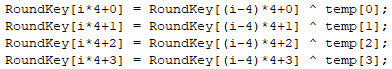 RoundKey[i*4+0] = RoundKey[(i-4)*4+0] ^ temp[0];
RoundKey[i*4+1] = RoundKey[(i-4)*4+1] ^ temp[1];
RoundKey[i*4+2] = RoundKey[(i-4)*4+2] ^ temp[2];
RoundKey[i*4+3] = RoundKey[(i-4)*4+3] ^ temp[3];